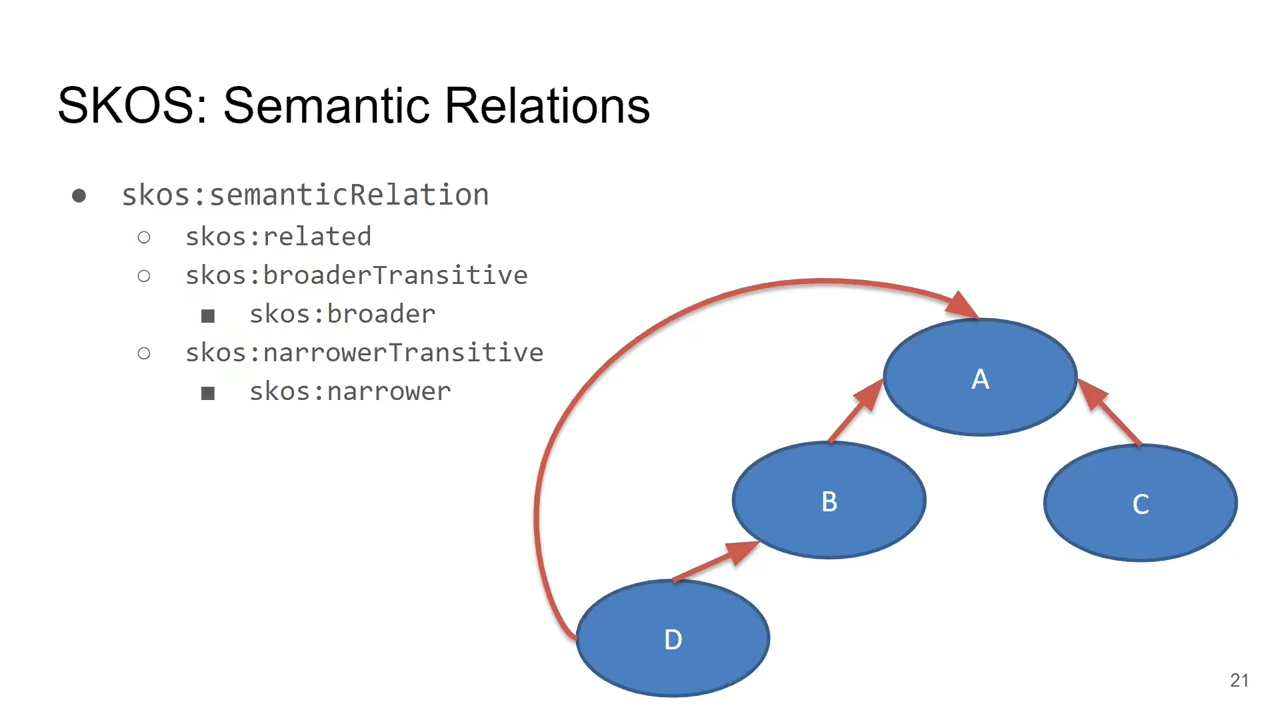 SKOS: Semantic Relations
● skos:semanticRelation
○ skos:related
○ skos:broaderTransitive
■ skos:broader
○ skos:narrowerTransitive
■ skos:narrower
A
B
C
D
21